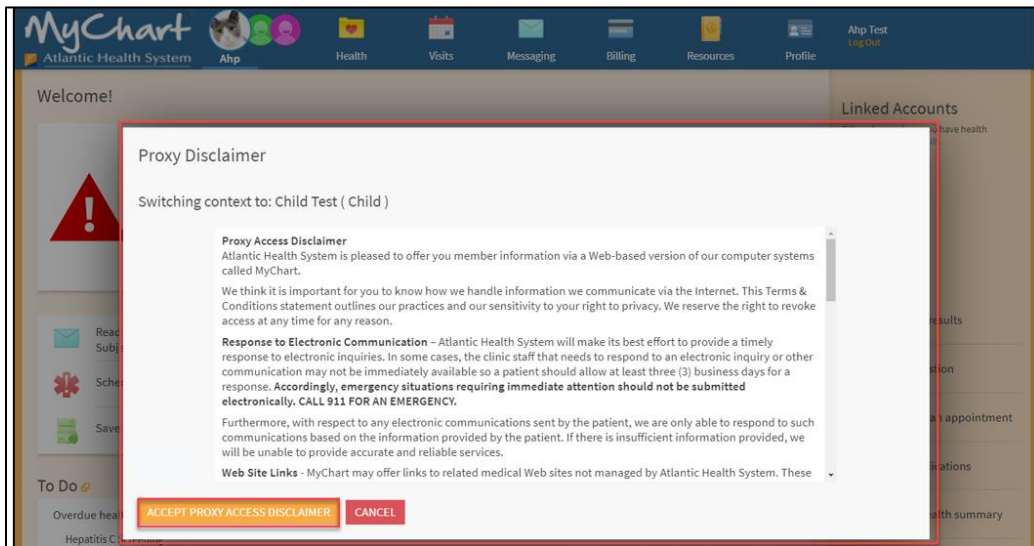 MyChart
Atlantic Health System
Ahp
Health
Visits
Messaging
Billing
Resources
Profile
Ahp Test
Log Out
Welcome!
Linked Accounts
have health
Proxy Disclaimer
Switching context to: Child Test ( Child )
Proxy Access Disclaimer
Atlantic Health System is pleased to offer you member information via a Web-based version of our computer systems
called MyChart.
We think it is important for you to know how we handle information we communicate via the Internet. This Terms &
Conditions statement outlines our practices and our sensitivity to your right to privacy. We reserve the right to revoke
access at any time for any reason.
Response to Electronic Communication – Atlantic Health System will make its best effort to provide a timely
response to electronic inquiries. In some cases, the clinic staff that needs to respond to an electronic inquiry or other
communication may not be immediately available so a patient should allow at least three (3) business days for a
response. Accordingly, emergency situations requiring immediate attention should not be submitted
electronically. CALL 911 FOR AN EMERGENCY.
Furthermore, with respect to any electronic communications sent by the patient, we are only able to respond to such
communications based on the information provided by the patient. If there is insufficient information provided, we
will be unable to provide accurate and reliable services.
Web Site Links - MyChart may offer links to related medical Web sites not managed by Atlantic Health System. These
ACCEPT PROXY ACCESS DISCLAIMER
CANCEL
Reac
Subj
Sche
Save
To Do
Overdue heal
Hepatitis C
esults
stion
appointment
cations
alth summary